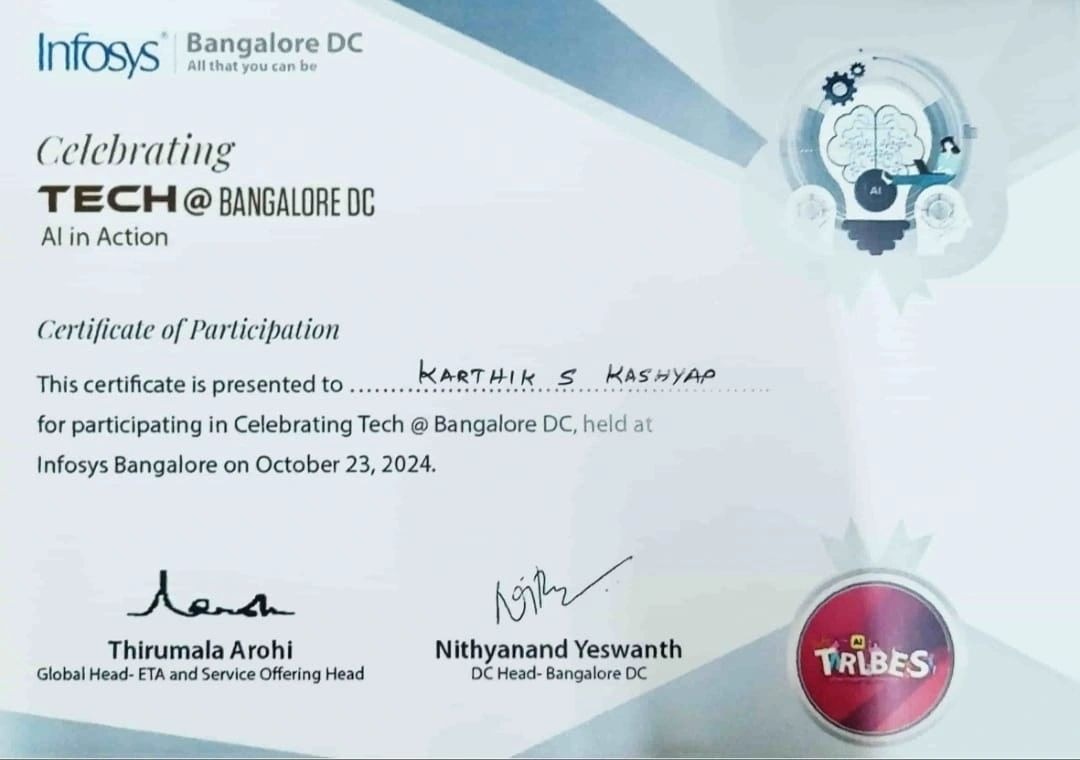 Infosys® | Bangalore DC
All that you can be
Celebrating
TECH @ BANGALORE DC
AI in Action
AI
Certificate of Participation
This certificate is presented to ........KARTHIK S KASHYAP........
for participating in Celebrating Tech @ Bangalore DC, held at
Infosys Bangalore on October 23, 2024.
Thirumala Arohi
Global Head- ETA and Service Offering Head
Nithyanand Yeswanth
DC Head- Bangalore DC
AI
TRIBES